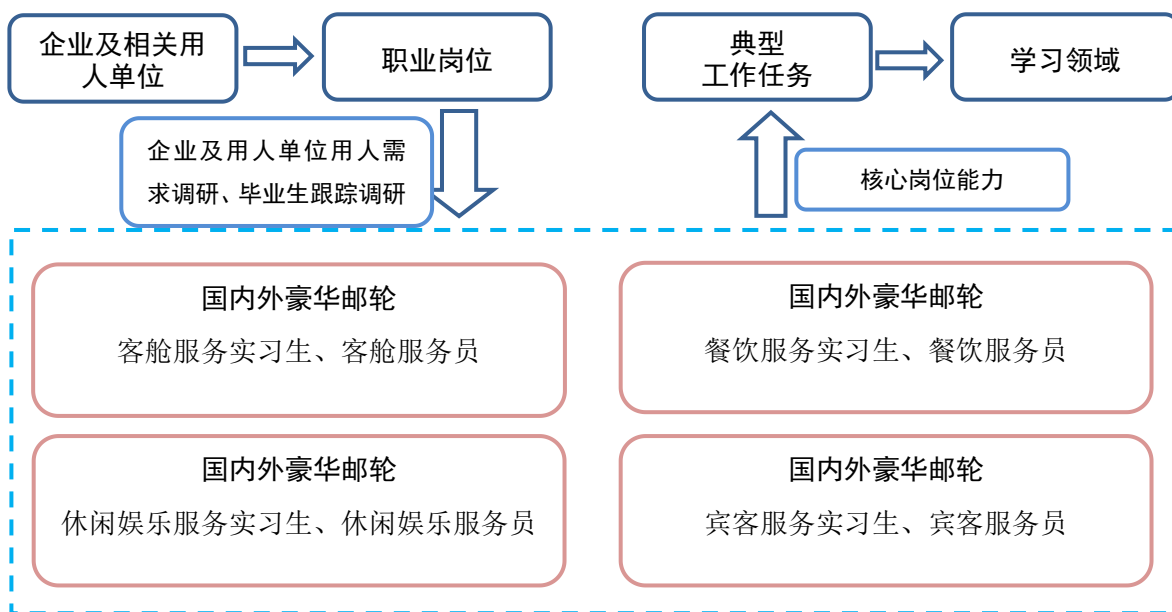 企业及相关用
人单位
职业岗位
典型
工作任务
学习领域
企业及用人单位用人需
求调研、毕业生跟踪调研
核心岗位能力
国内外豪华邮轮
客舱服务实习生、客舱服务员
国内外豪华邮轮
餐饮服务实习生、餐饮服务员
国内外豪华邮轮
休闲娱乐服务实习生、休闲娱乐服务员
国内外豪华邮轮
宾客服务实习生、宾客服务员